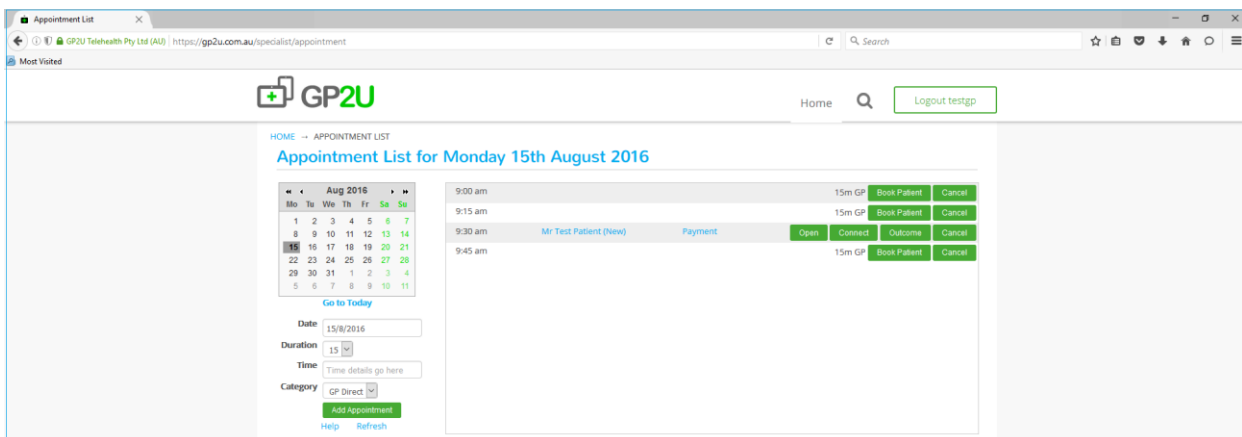 Appointment List
GP2U Telehealth Pty Ltd (AU) https://gp2u.com.au/specialist/appointment
Search
Most Visited
GP2U
Home
Logout testgp
HOME → APPOINTMENT LIST
Appointment List for Monday 15th August 2016
Aug 2016
Mo Tu We Th Fr Sa Su
1 2 3 4 5 6 7
8 9 10 11 12 13 14
15 16 17 18 19 20 21
22 23 24 25 26 27 28
29 30 31 1 2 3 4
5 6 7 8 9 10 11
Go to Today
Date 15/8/2016
Duration 15
Time Time details go here
Category GP Direct
Add Appointment
Help Refresh
9:00 am 15m GP Book Patient Cancel
9:15 am 15m GP Book Patient Cancel
9:30 am Mr Test Patient (New) Payment Open Connect Outcome Cancel
9:45 am 15m GP Book Patient Cancel